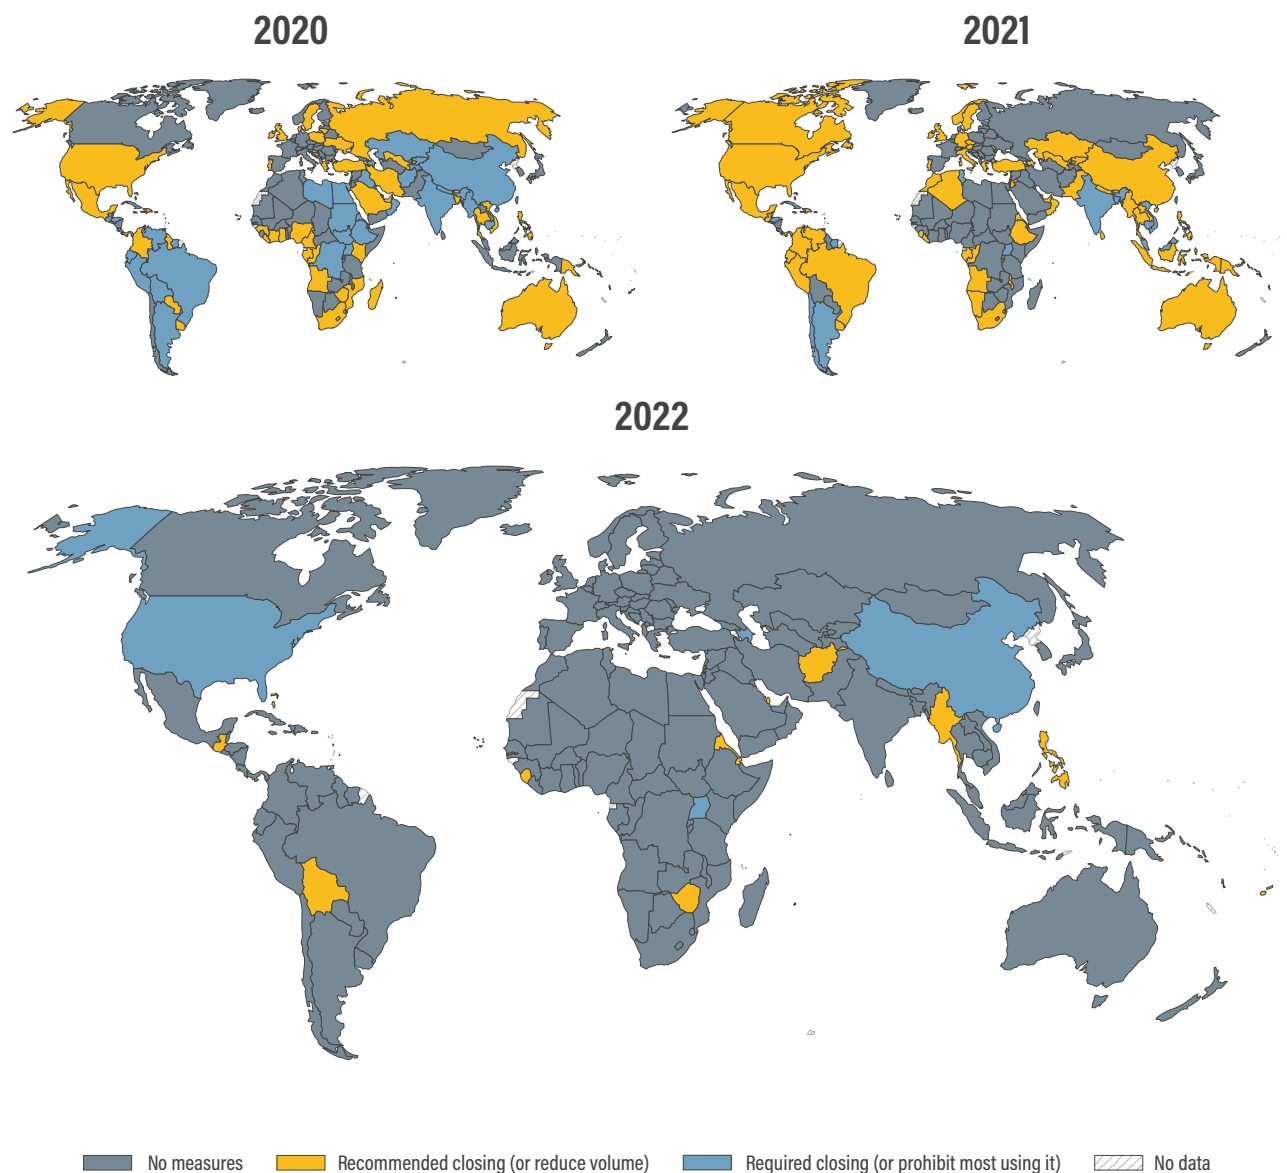 2020
2021
2022
No measures
Recommended closing (or reduce volume)
Required closing (or prohibit most using it)
No data